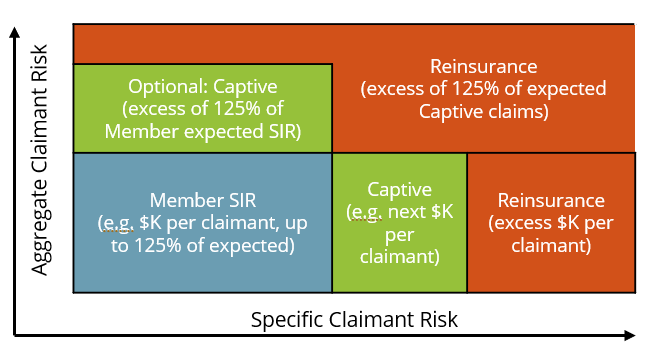 Aggregate Claimant Risk
Optional: Captive
(excess of 125% of
Member expected SIR)
Reinsurance
(excess of 125% of expected
Captive claims)
Member SIR
(e.g. $K per claimant, up
to 125% of expected)
Captive
(e.g. next $K
per
claimant)
Reinsurance
(excess $K per
claimant)
Specific Claimant Risk